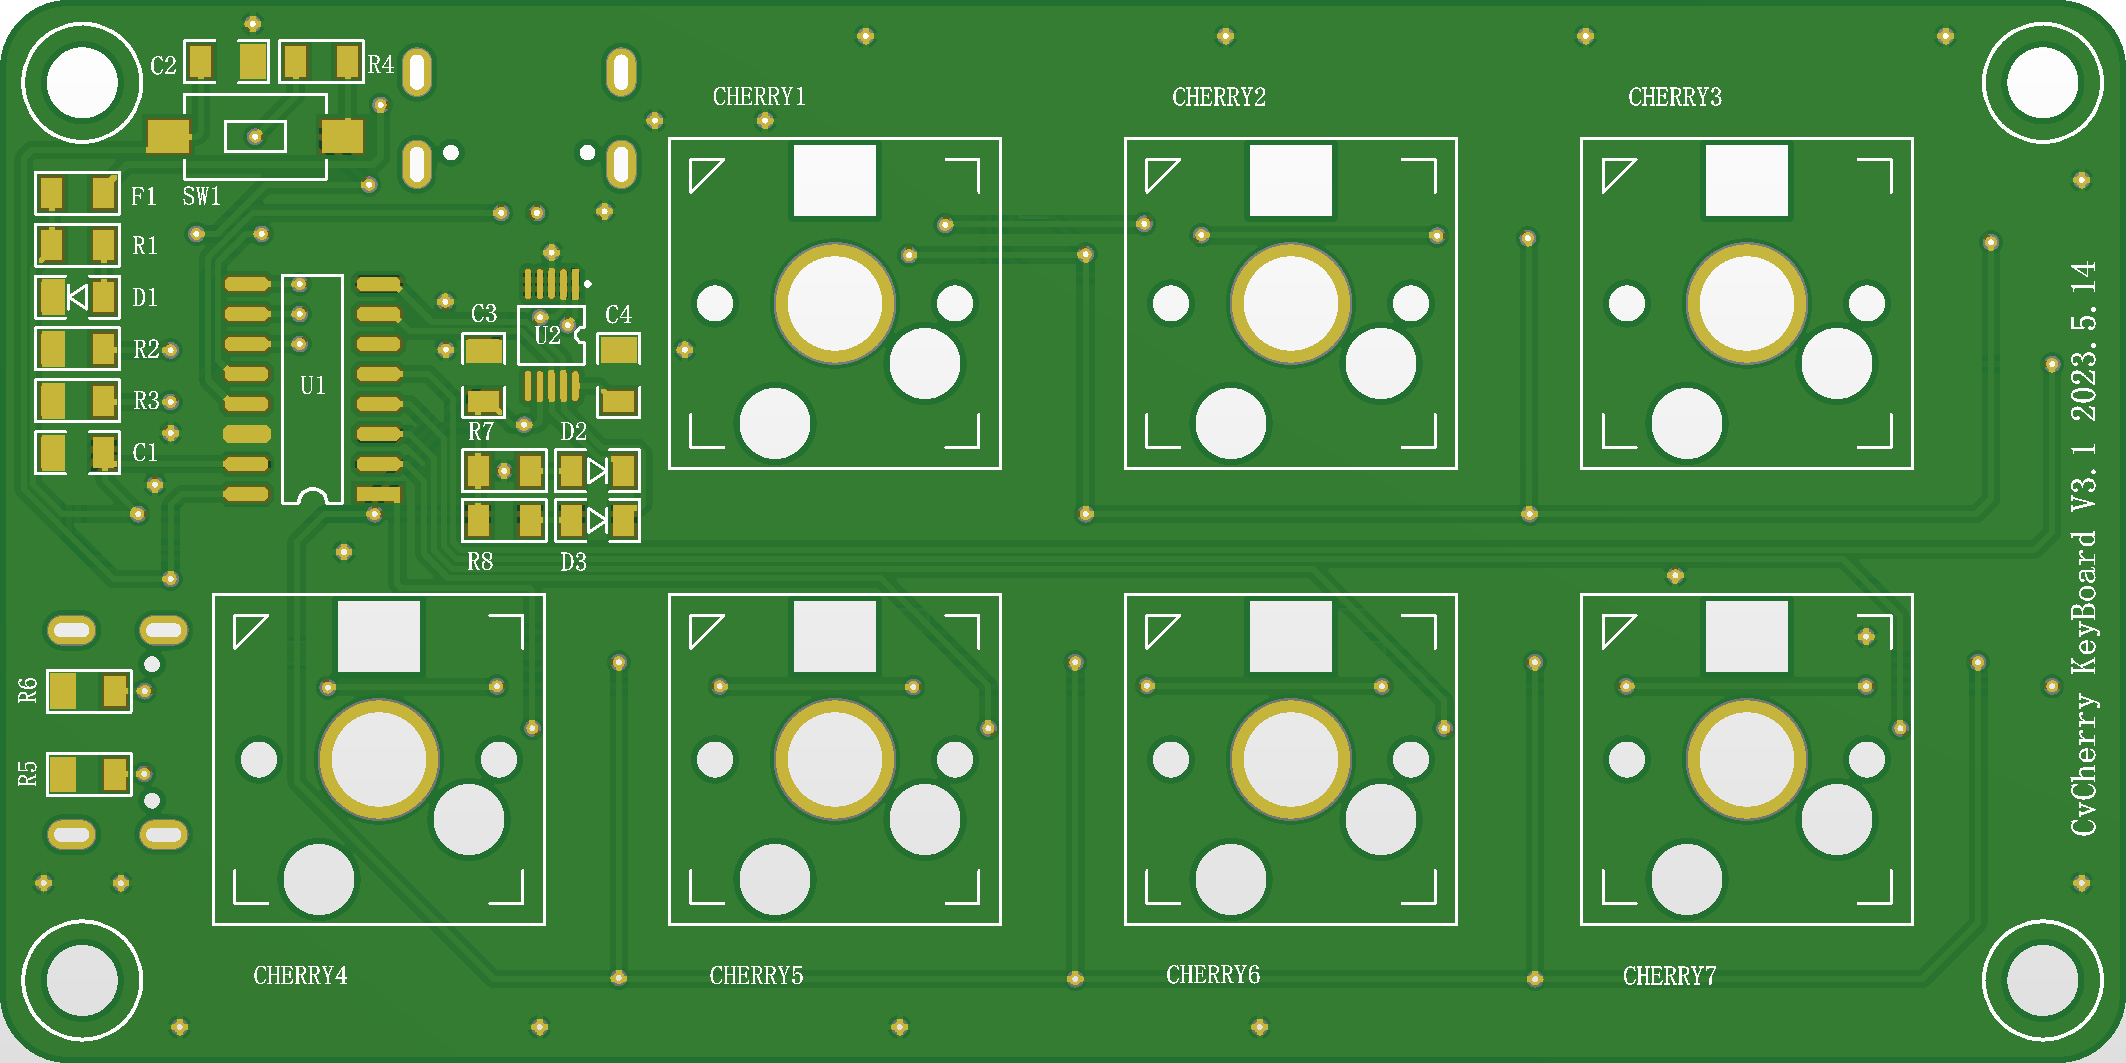 C2
R4
CHERRY1
CHERRY2
CHERRY3
F1
SW1
R1
D1
C3
C4
U2
R2
U1
R3
R7
D2
C1
R8
D3
R6
R5
CHERRY4
CHERRY5
CHERRY6
CHERRY7
CvCherry KeyBoard V3.1 2023.5.14